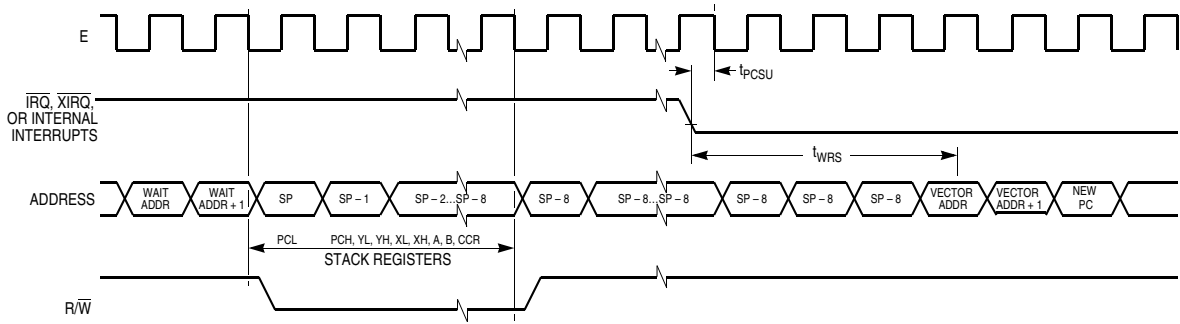 E
tPCSU
IRQ, XIRQ,
OR INTERNAL
INTERRUPTS
tWRS
ADDRESS
WAIT
ADDR
WAIT
ADDR + 1
SP
SP – 1
SP – 2...SP – 8
SP – 8
SP – 8...SP – 8
SP – 8
SP – 8
SP – 8
VECTOR
ADDR
VECTOR
ADDR + 1
NEW
PC
PCL
PCH, YL, YH, XL, XH, A, B, CCR
STACK REGISTERS
R/W